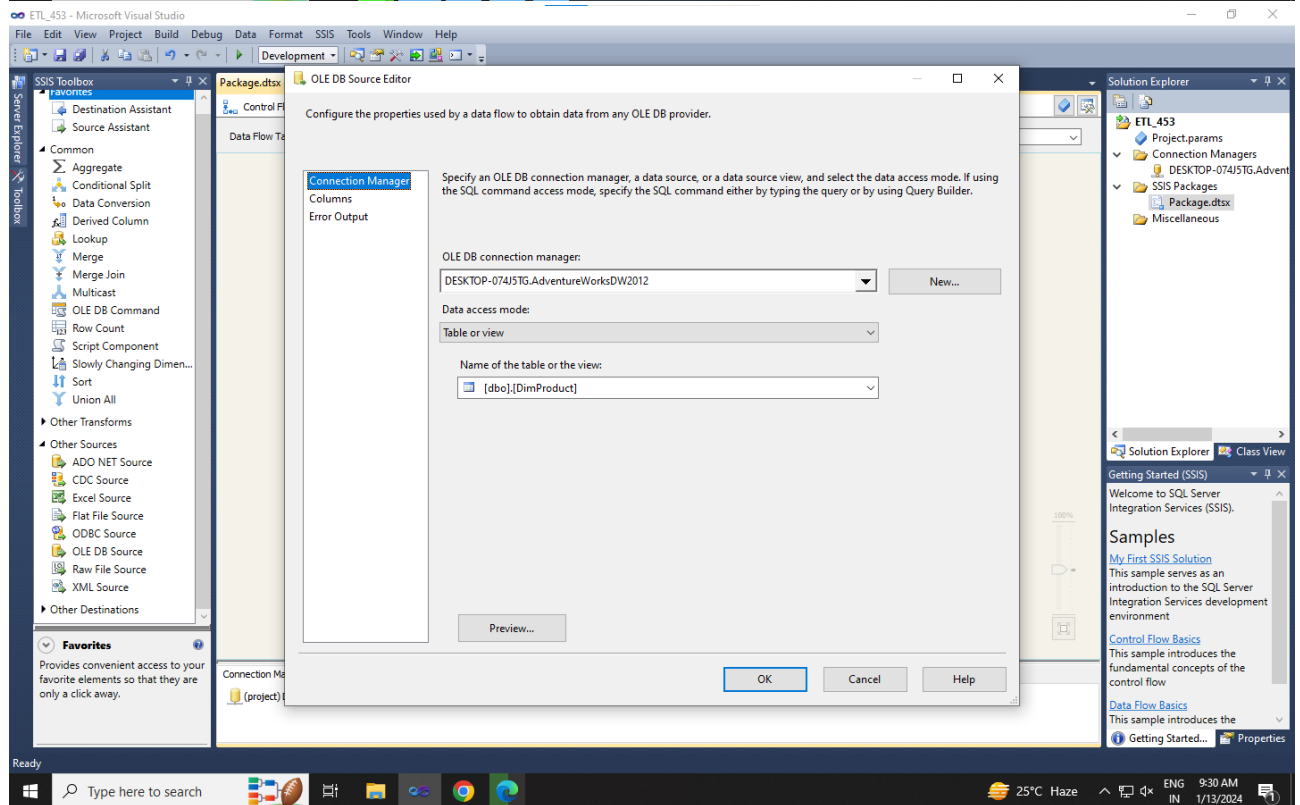 ETL_453 - Microsoft Visual Studio
File Edit View Project Build Debug Data Format SSIS Tools Window Help
Development
Server Explorer
Toolbox
SSIS Toolbox
Favorites
Destination Assistant
Source Assistant
Common
Aggregate
Conditional Split
Data Conversion
Derived Column
Lookup
Merge
Merge Join
Multicast
OLE DB Command
Row Count
Script Component
Slowly Changing Dimen...
Sort
Union All
Other Transforms
Other Sources
ADO NET Source
CDC Source
Excel Source
Flat File Source
ODBC Source
OLE DB Source
Raw File Source
XML Source
Other Destinations
Favorites
Provides convenient access to your
favorite elements so that they are
only a click away.
Package.dtsx
Control Fl
Data Flow Ta
100%
Connection Ma
(project)
OLE DB Source Editor
Configure the properties used by a data flow to obtain data from any OLE DB provider.
Connection Manager
Columns
Error Output
Specify an OLE DB connection manager, a data source, or a data source view, and select the data access mode. If using
the SQL command access mode, specify the SQL command either by typing the query or by using Query Builder.
OLE DB connection manager:
DESKTOP-074J5TG.AdventureWorksDW2012
New...
Data access mode:
Table or view
Name of the table or the view:
[dbo].[DimProduct]
Preview...
OK Cancel Help
Solution Explorer
ETL_453
Project.params
Connection Managers
DESKTOP-074J5TG.Advent
SSIS Packages
Package.dtsx
Miscellaneous
Solution Explorer Class View
Getting Started (SSIS)
Welcome to SQL Server
Integration Services (SSIS).
Samples
My First SSIS Solution
This sample serves as an
introduction to the SQL Server
Integration Services development
environment
Control Flow Basics
This sample introduces the
fundamental concepts of the
control flow
Data Flow Basics
This sample introduces the
Getting Started... Properties
Ready
Type here to search
25°C Haze
ENG
IN
9:30 AM
1/13/2024